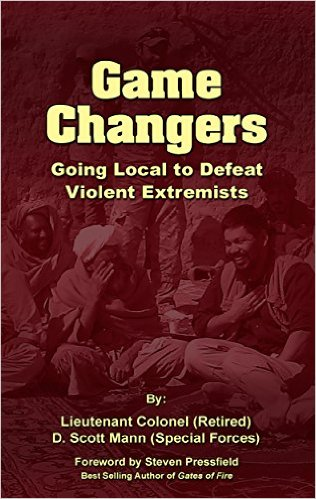 Game
Changers
Going Local to Defeat
Violent Extremists
By:
Lieutenant Colonel (Retired)
D. Scott Mann (Special Forces)
Foreword by Steven Pressfield
Best Selling Author of Gates of Fire